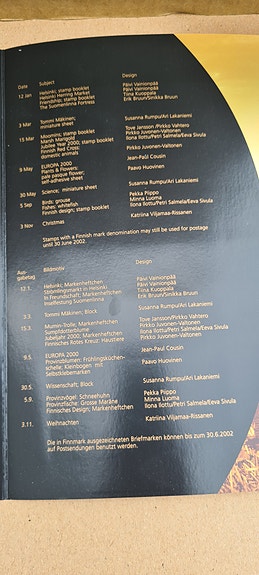 Date Subject Design
12 Jan Helsinki; stamp booklet Päivi Vainionpää
Helsinki Herring Market Päivi Vainionpää
Friendship; stamp booklet Tiina Kuoppala
The Suomenlinna Fortress Erik Bruun/Sinikka Bruun
3 Mar Tommi Mäkinen; Susanna Rumpu/Ari Lakaniemi
miniature sheet
15 Mar Moomins; stamp booklet Tove Jansson /Pirkko Vahtero
Marsh Marigold Pirkko Juvonen-Valtonen
Jubilee Year 2000; stamp booklet Ilona Ilottu/Petri Salmela/Eeva Sivula
Finnish Red Cross:
domestic animals Pirkko Juvonen-Valtonen
9 May EUROPA 2000 Jean-Paul Cousin
Plants & Flowers: Paavo Huovinen
pale pasque flower;
self-adhesive sheet
30 May Science; miniature sheet Susanna Rumpu/Ari Lakaniemi
5 Sep Birds: grouse Pekka Piippo
Fishes: whitefish Minna Luoma
Finnish design; stamp booklet Ilona Ilottu/Petri Salmela/Eeva Sivula
3 Nov Christmas Katriina Viljamaa-Rissanen
Stamps with a Finnish mark denomination may still be used for postage
until 30 June 2002
Aus- Bildmotiv Design
gabetag
12.1. Helsinki; Markenheftchen Päivi Vainionpää
Strömmingsmarkt in Helsinki Päivi Vainionpää
In Freundschaft; Markenheftchen Tiina Kuoppala
Inselfestung Suomenlinna Erik Bruun/Sinikka Bruun
3.3. Tommi Mäkinen; Block Susanna Rumpu/Ari Lakaniemi
15.3. Mumin-Trolle; Markenheftchen Tove Jansson/Pirkko Vahtero
Sumpfdotterblume Pirkko Juvonen-Valtonen
Jubeljahr 2000; Markenheftchen Ilona Ilottu/Petri Salmela/Eeva Sivula
Finnisches Rotes Kreuz: Haustiere Pirkko Juvonen-Valtonen
9.5. EUROPA 2000 Jean-Paul Cousin
Provinzblumen: Frühlingsküchen- Paavo Huovinen
schelle; Kleinbogen mit
Selbstklebemarken
30.5. Wissenschaft; Block Susanna Rumpu/Ari Lakaniemi
5.9. Provinzvögel: Schneehuhn Pekka Piippo
Provinzfische: Grosse Maräne Minna Luoma
Finnisches Design; Markenheftchen Ilona Ilottu/Petri Salmela/Eeva Sivula
3.11. Weihnachten Katriina Viljamaa-Rissanen
Die in Finnmark ausgezeichneten Briefmarken können bis zum 30.6.2002
auf Postsendungen benutzt werden.